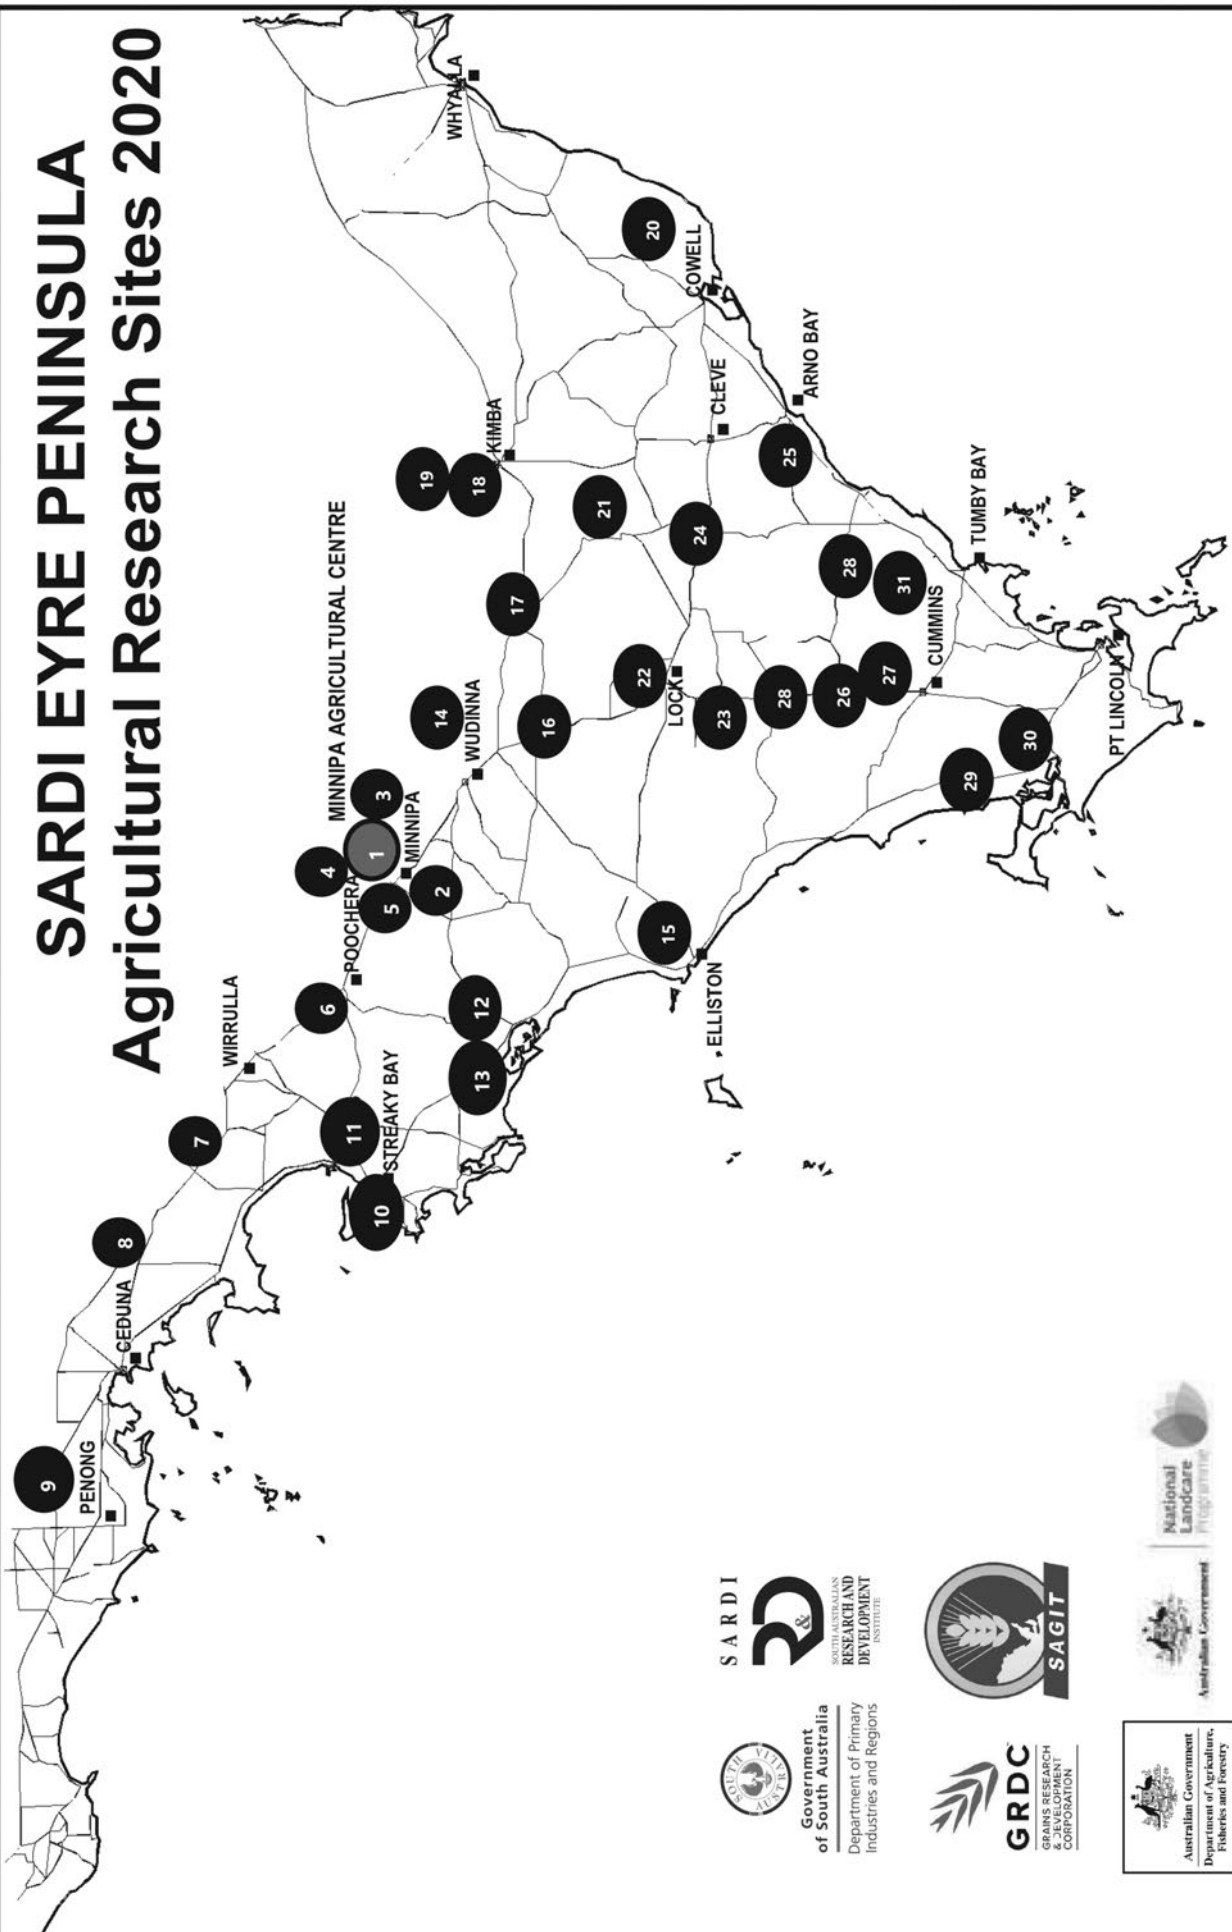 SARDI EYRE PENINSULA
Agricultural Research Sites 2020
PENONG
9
CEDUNA
8
7
WIRRULLA
6
POOCHERA
4
1
MINNIPA AGRICULTURAL CENTRE
3
MINNIPA
5
2
10
11
STREAKY BAY
12
13
14
WUDINNA
15
ELLISTON
16
17
18
19
KIMBA
WHYALLA
20
COWELL
21
22
LOCK
23
24
CLEVE
25
ARNO BAY
28
26
27
28
31
CUMMINS
TUMBY BAY
29
30
PT LINCOLN
SOUTH AUSTRALIA
Government
of South Australia
Department of Primary
Industries and Regions
SARDI
R&D
SOUTH AUSTRALIAN
RESEARCH AND
DEVELOPMENT
INSTITUTE
GRDC
GRAINS RESEARCH
& DEVELOPMENT
CORPORATION
SAGIT
Australian Government
Department of Agriculture,
Fisheries and Forestry
Australian Government
National
Landcare
Programme